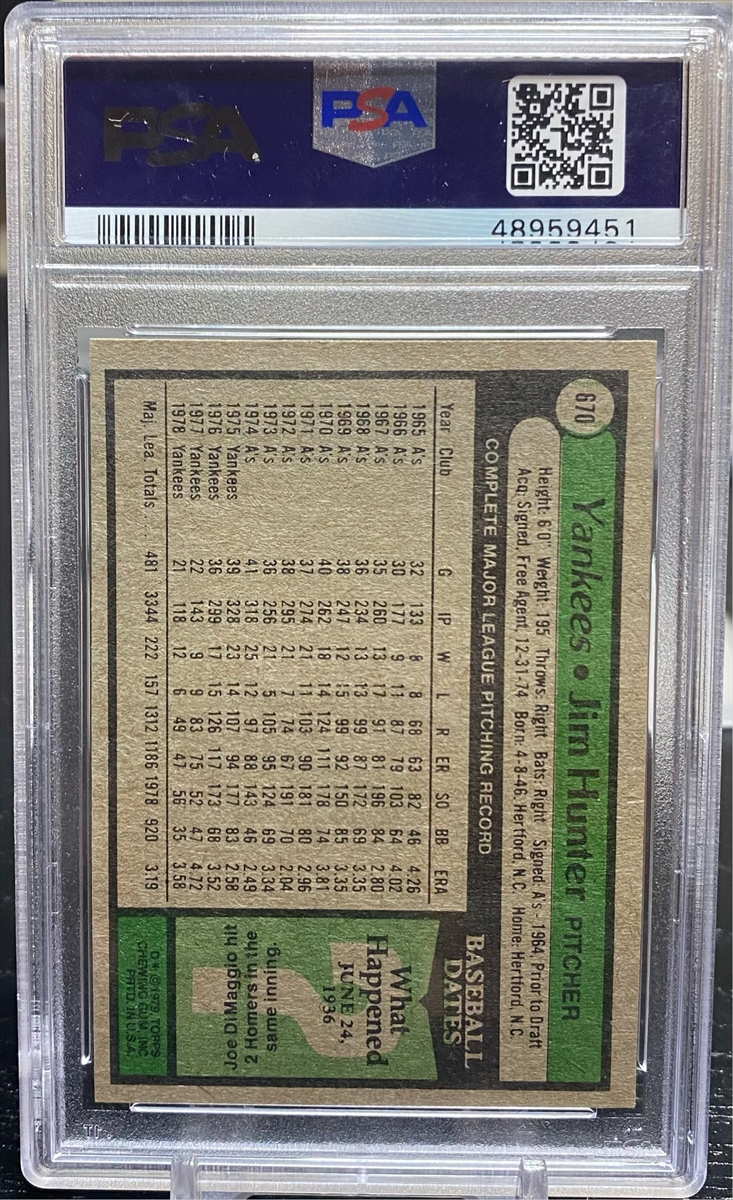 PSA
PSA
48959451
670
Yankees • Jim Hunter PITCHER
Height: 6'0" Weight: 195 Throws: Right Bats: Right Signed: A's - 1964, Prior to Draft
Acq: Signed, Free Agent, 12-31-74 Born: 4-8-46, Hertford, N.C. Home: Hertford, N.C.
COMPLETE MAJOR LEAGUE PITCHING RECORD
Year Club G IP W L R ER SO BB ERA
1965 A's 32 133 8 8 68 63 82 46 4.26
1966 A's 30 177 9 11 87 79 103 64 4.02
1967 A's 35 260 13 17 91 81 196 84 2.80
1968 A's 36 234 13 13 99 87 172 69 3.35
1969 A's 38 247 12 15 99 92 150 85 3.35
1970 A's 40 262 18 14 124 111 178 74 3.81
1971 A's 37 274 21 11 103 90 181 80 2.96
1972 A's 38 295 21 7 74 67 191 70 2.04
1973 A's 36 256 21 5 105 95 124 69 3.34
1974 A's 41 318 25 12 97 88 143 46 2.49
1975 Yankees 39 328 23 14 107 94 177 83 2.58
1976 Yankees 36 299 17 15 126 117 173 68 3.52
1977 Yankees 22 143 9 9 83 75 52 47 4.72
1978 Yankees 21 118 12 6 49 47 56 35 3.58
Maj. Lea. Totals . . . 481 3344 222 157 1312 1186 1978 920 3.19
BASEBALL
DATES
What
Happened
JUNE 24,
1936
Joe DiMaggio hit
2 Homers in the
same inning.
D★ © 1979 TOPPS
CHEWING GUM, INC.
PRTD. IN U.S.A.